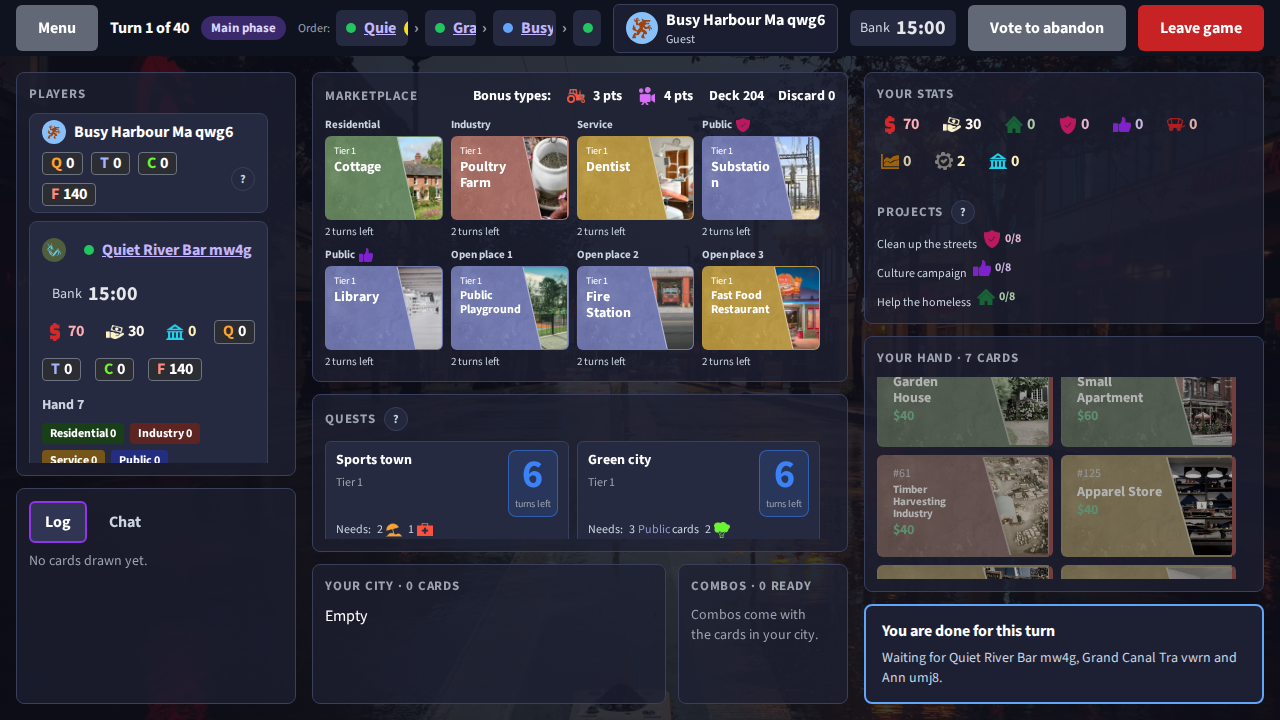 Menu
Turn 1 of 40
Main phase
Order:
Quie
Gra
Busy
Busy Harbour Ma qwg6
Guest
Bank 15:00
Vote to abandon
Leave game
PLAYERS
Busy Harbour Ma qwg6
Q 0
T 0
C 0
F 140
?
Quiet River Bar mw4g
Bank 15:00
70
30
0
Q 0
T 0
C 0
F 140
Hand 7
Residential 0
Industry 0
Service 0
Public 0
Log
Chat
No cards drawn yet.
MARKETPLACE
Bonus types:
3 pts
4 pts
Deck 204
Discard 0
Residential
Industry
Service
Public
Tier 1
Cottage
Tier 1
Poultry
Farm
Tier 1
Dentist
Tier 1
Substatio
n
2 turns left
2 turns left
2 turns left
2 turns left
Public
Open place 1
Open place 2
Open place 3
Tier 1
Library
Tier 1
Public
Playground
Tier 1
Fire
Station
Tier 1
Fast Food
Restaurant
2 turns left
2 turns left
2 turns left
2 turns left
QUESTS
?
Sports town
Tier 1
6
turns left
Needs: 2 1
Green city
Tier 1
6
turns left
Needs: 3 Public cards 2
YOUR CITY · 0 CARDS
Empty
COMBOS · 0 READY
Combos come with
the cards in your city.
YOUR STATS
70
30
0
0
0
0
0
2
0
PROJECTS
?
Clean up the streets 0/8
Culture campaign 0/8
Help the homeless 0/8
YOUR HAND · 7 CARDS
Garden
House
$40
Small
Apartment
$60
#61
Timber
Harvesting
Industry
$40
#125
Apparel Store
$40
You are done for this turn
Waiting for Quiet River Bar mw4g, Grand Canal Tra vwrn and
Ann umj8.